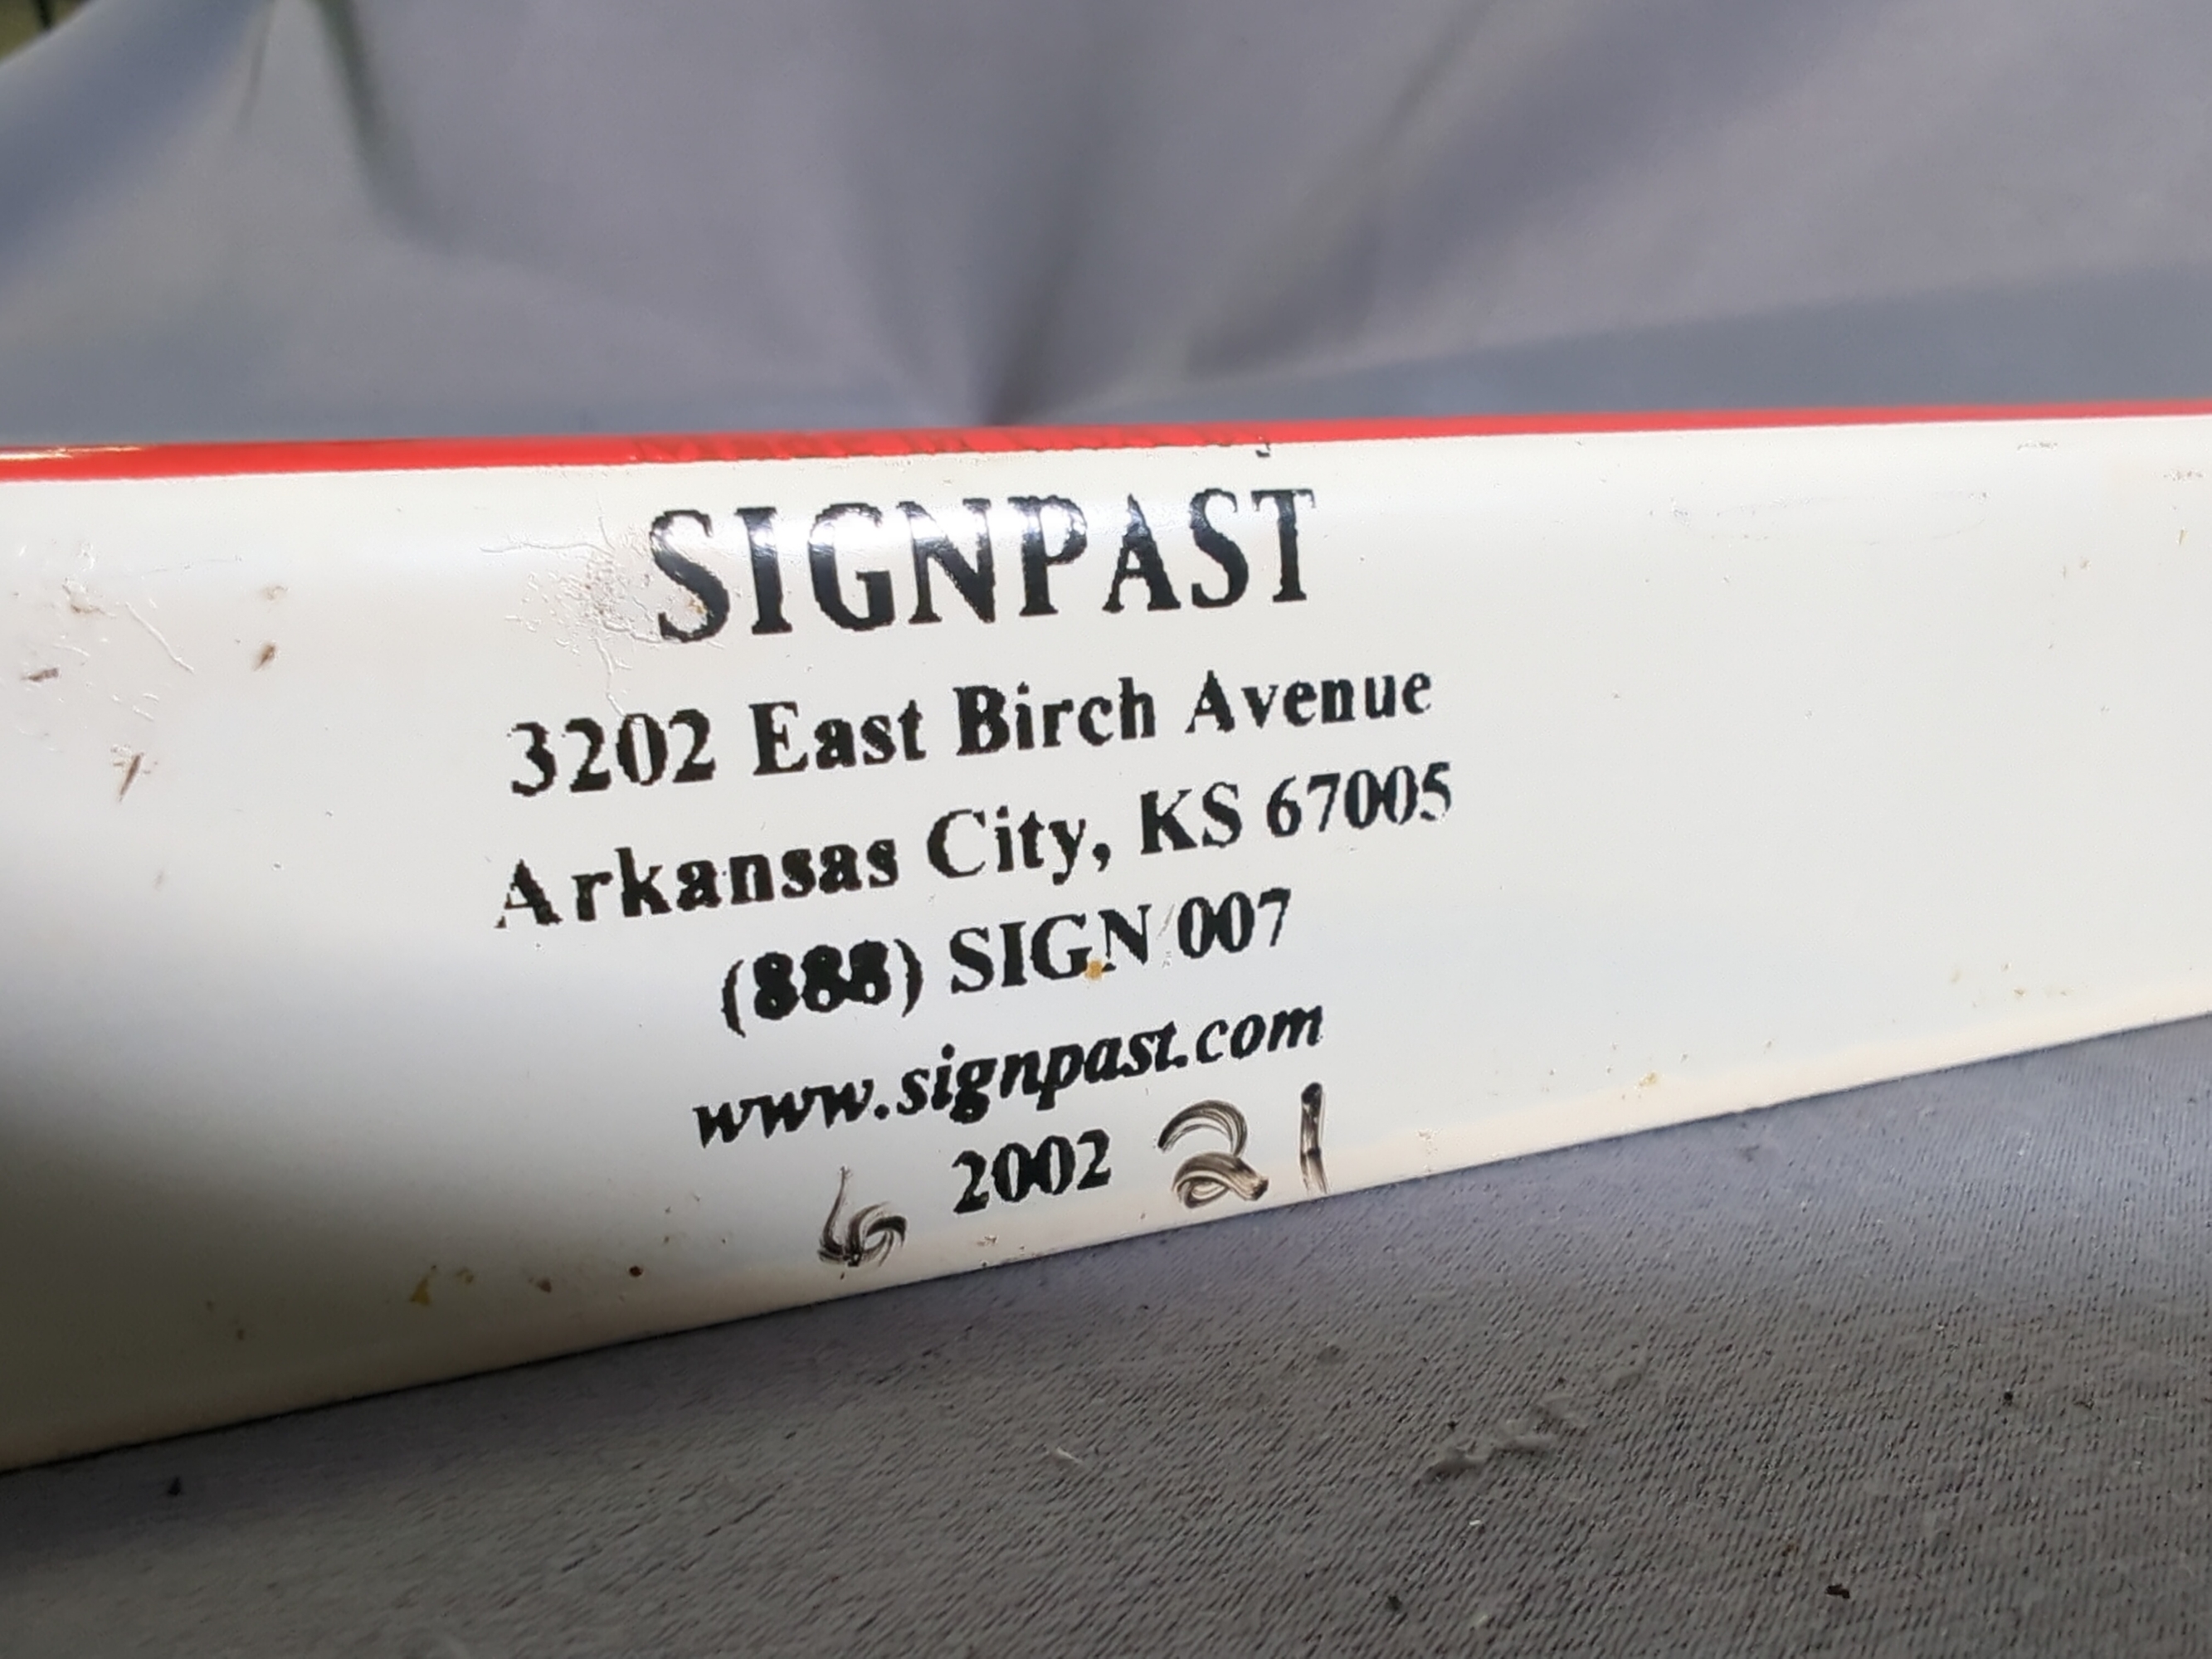 SIGNPAST
3202 East Birch Avenue
Arkansas City, KS 67005
(888) SIGN 007
www.signpast.com
6 2002 21